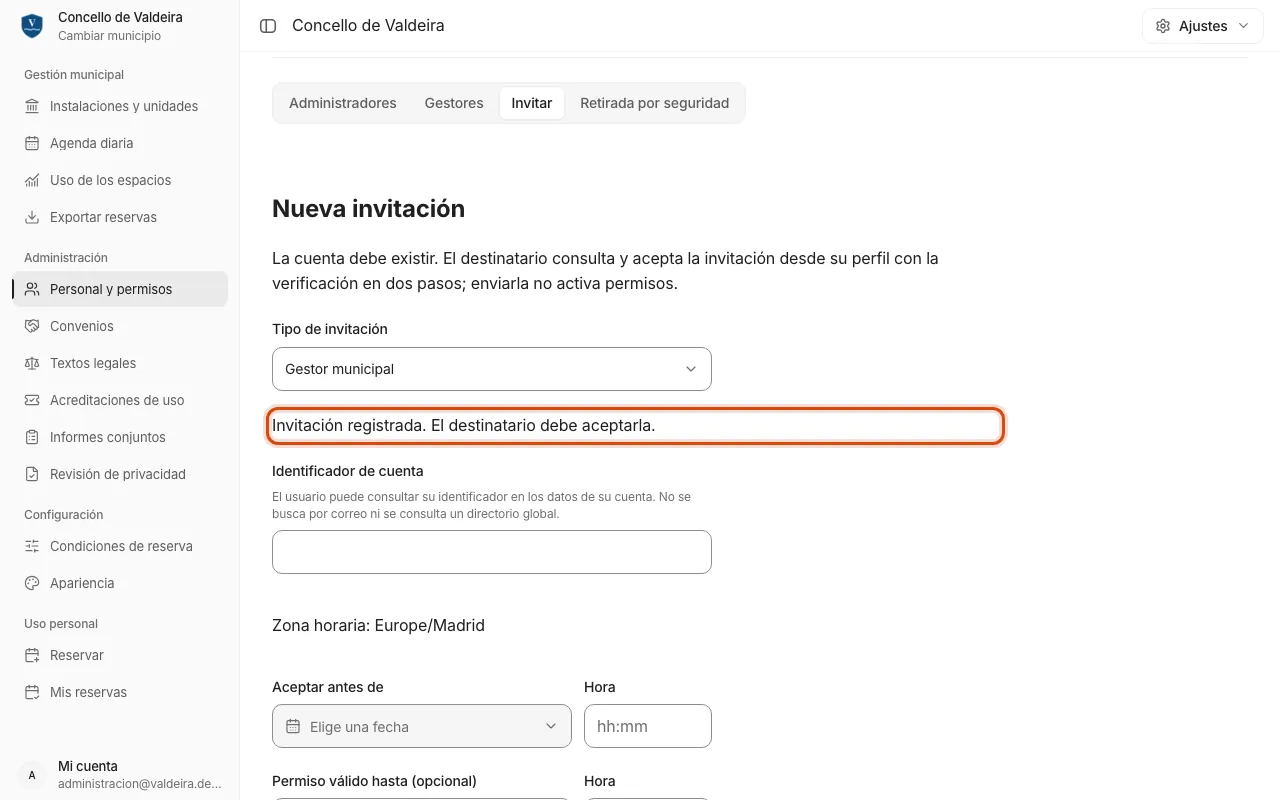 Concello de Valdeira
Cambiar municipio
Gestión municipal
Instalaciones y unidades
Agenda diaria
Uso de los espacios
Exportar reservas
Administración
Personal y permisos
Convenios
Textos legales
Acreditaciones de uso
Informes conjuntos
Revisión de privacidad
Configuración
Condiciones de reserva
Apariencia
Uso personal
Reservar
Mis reservas
A
Mi cuenta
administracion@valdeira.de...
Concello de Valdeira
Ajustes
Administradores Gestores Invitar Retirada por seguridad
Nueva invitación
La cuenta debe existir. El destinatario consulta y acepta la invitación desde su perfil con la
verificación en dos pasos; enviarla no activa permisos.
Tipo de invitación
Gestor municipal
Invitación registrada. El destinatario debe aceptarla.
Identificador de cuenta
El usuario puede consultar su identificador en los datos de su cuenta. No se
busca por correo ni se consulta un directorio global.
Zona horaria: Europe/Madrid
Aceptar antes de Hora
Elige una fecha hh:mm
Permiso válido hasta (opcional) Hora